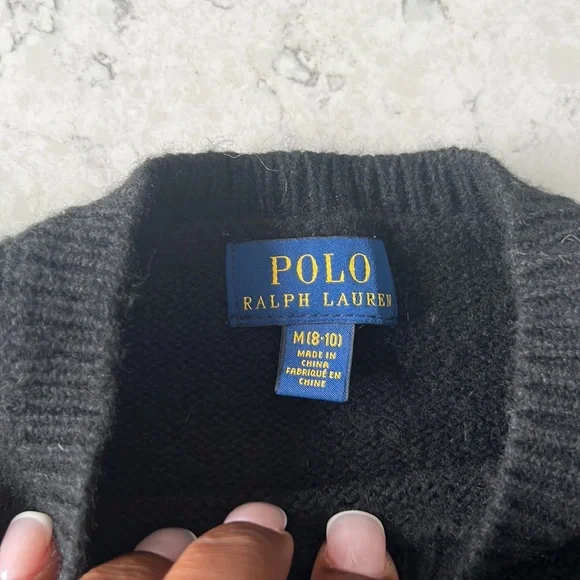 POLO
RALPH LAUREN
M(8-10)
MADE IN
CHINA
FABRIQUÉ EN
CHINE